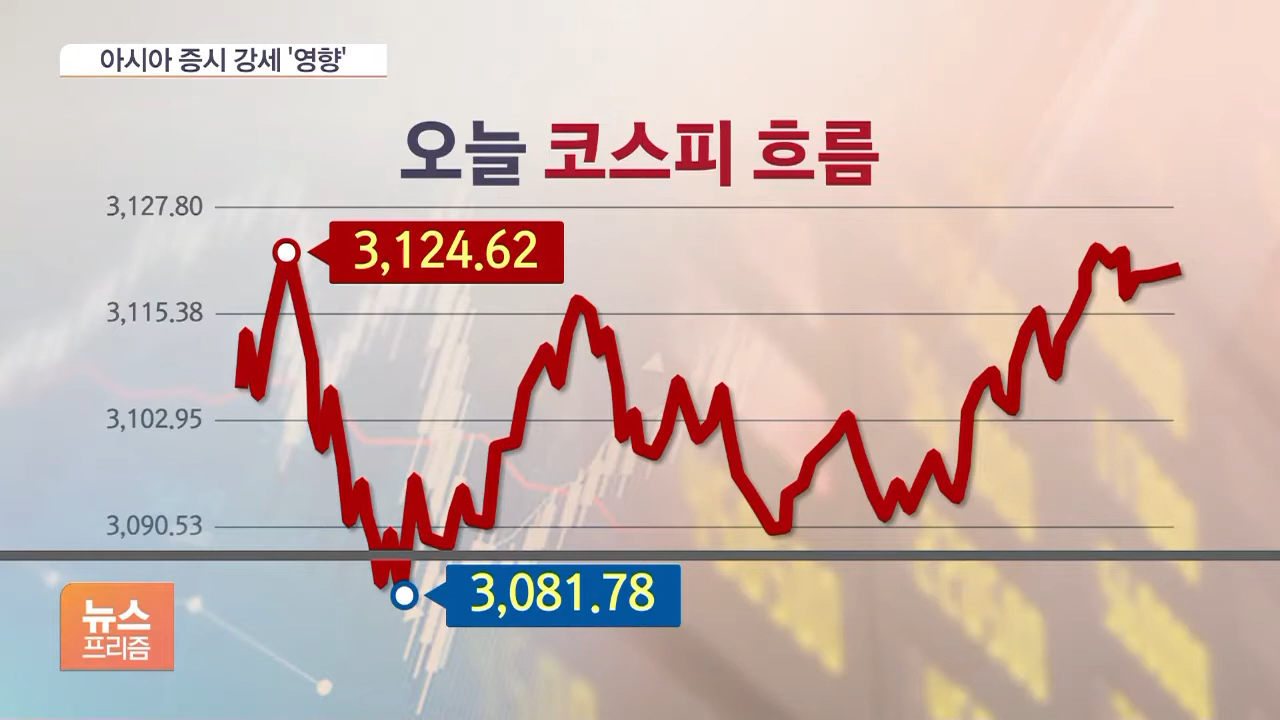 아시아 증시 강세 '영향'
오늘 코스피 흐름
3,127.80
3,124.62
3,115.38
3,102.95
3,090.53
3,081.78
뉴스
프리즘